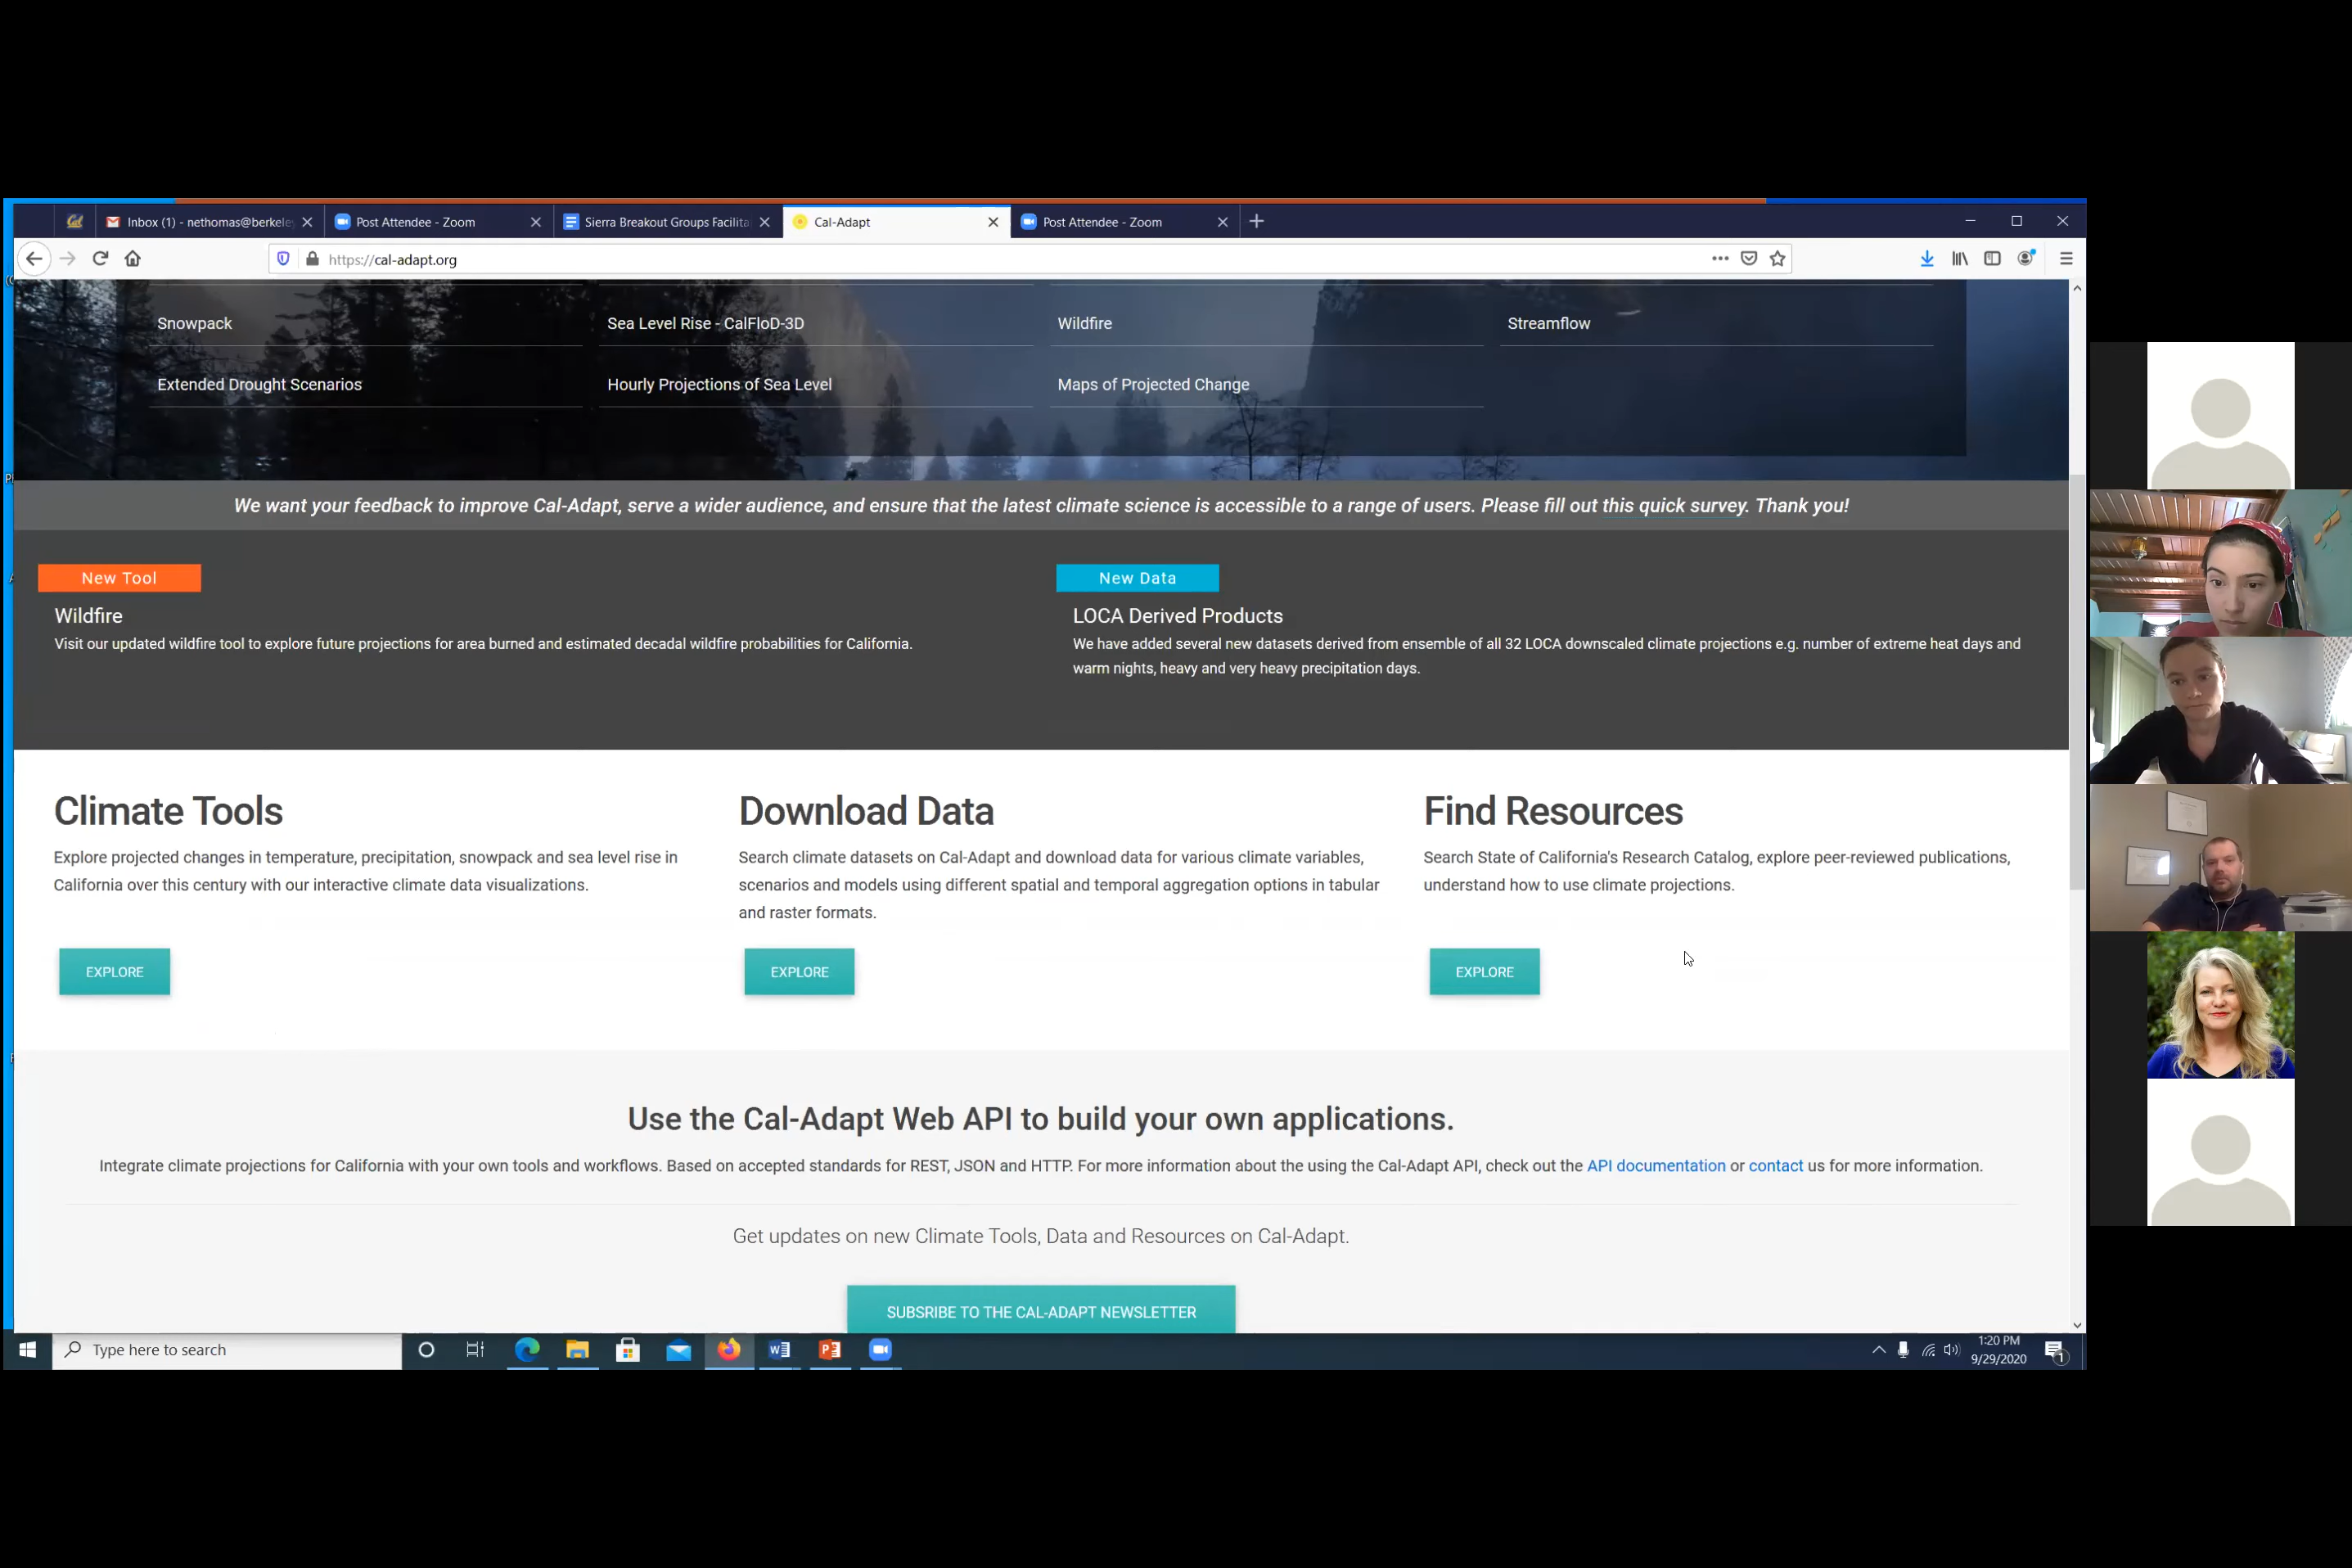 Cal
Inbox (1) - nethomas@berkele
Post Attendee - Zoom
Sierra Breakout Groups Facilita
Cal-Adapt
Post Attendee - Zoom
https://cal-adapt.org
Snowpack
Sea Level Rise - CalFloD-3D
Wildfire
Streamflow
Extended Drought Scenarios
Hourly Projections of Sea Level
Maps of Projected Change
We want your feedback to improve Cal-Adapt, serve a wider audience, and ensure that the latest climate science is accessible to a range of users. Please fill out this quick survey. Thank you!
New Tool
Wildfire
Visit our updated wildfire tool to explore future projections for area burned and estimated decadal wildfire probabilities for California.
New Data
LOCA Derived Products
We have added several new datasets derived from ensemble of all 32 LOCA downscaled climate projections e.g. number of extreme heat days and
warm nights, heavy and very heavy precipitation days.
Climate Tools
Explore projected changes in temperature, precipitation, snowpack and sea level rise in
California over this century with our interactive climate data visualizations.
EXPLORE
Download Data
Search climate datasets on Cal-Adapt and download data for various climate variables,
scenarios and models using different spatial and temporal aggregation options in tabular
and raster formats.
EXPLORE
Find Resources
Search State of California's Research Catalog, explore peer-reviewed publications,
understand how to use climate projections.
EXPLORE
Use the Cal-Adapt Web API to build your own applications.
Integrate climate projections for California with your own tools and workflows. Based on accepted standards for REST, JSON and HTTP. For more information about the using the Cal-Adapt API, check out the API documentation or contact us for more information.
Get updates on new Climate Tools, Data and Resources on Cal-Adapt.
SUBSRIBE TO THE CAL-ADAPT NEWSLETTER
Type here to search
1:20 PM
9/29/2020
1